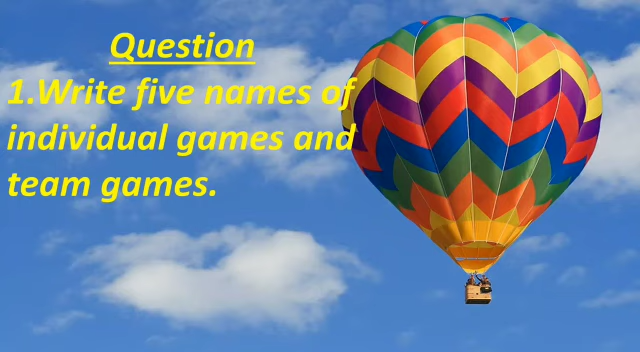 Question
1.Write five names of
individual games and
team games.